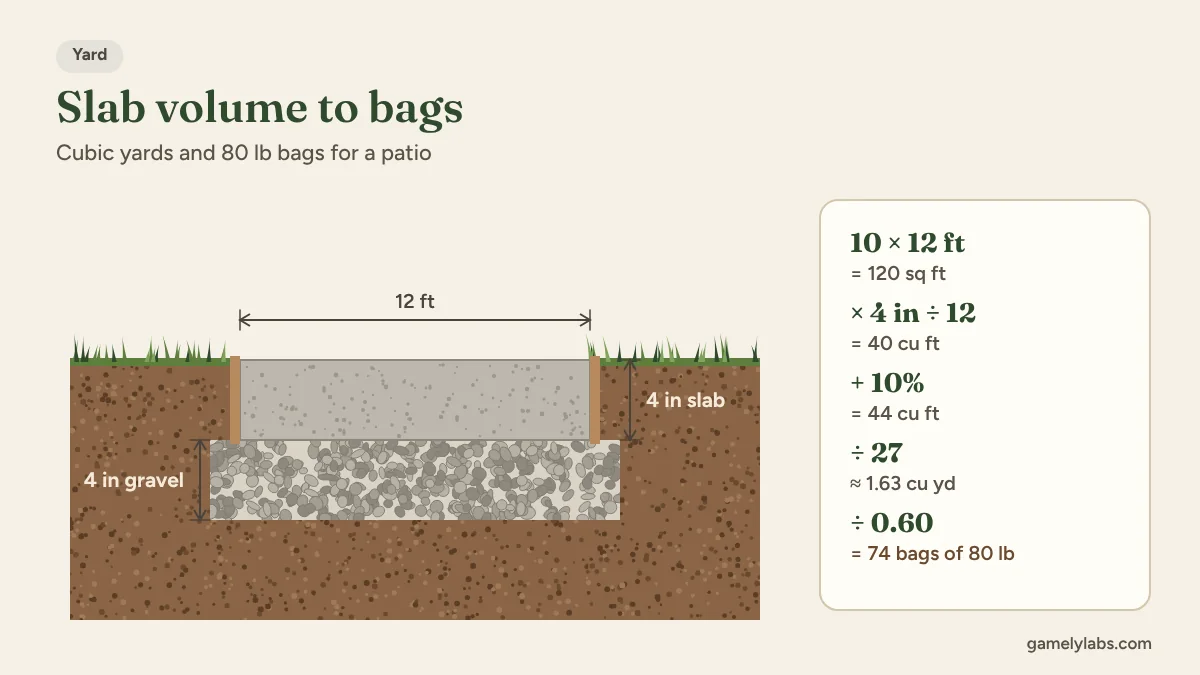 Yard
Slab volume to bags
Cubic yards and 80 lb bags for a patio
12 ft
4 in slab
4 in gravel
10 × 12 ft
= 120 sq ft
× 4 in ÷ 12
= 40 cu ft
+ 10%
= 44 cu ft
÷ 27
≈ 1.63 cu yd
÷ 0.60
= 74 bags of 80 lb
gamelylabs.com